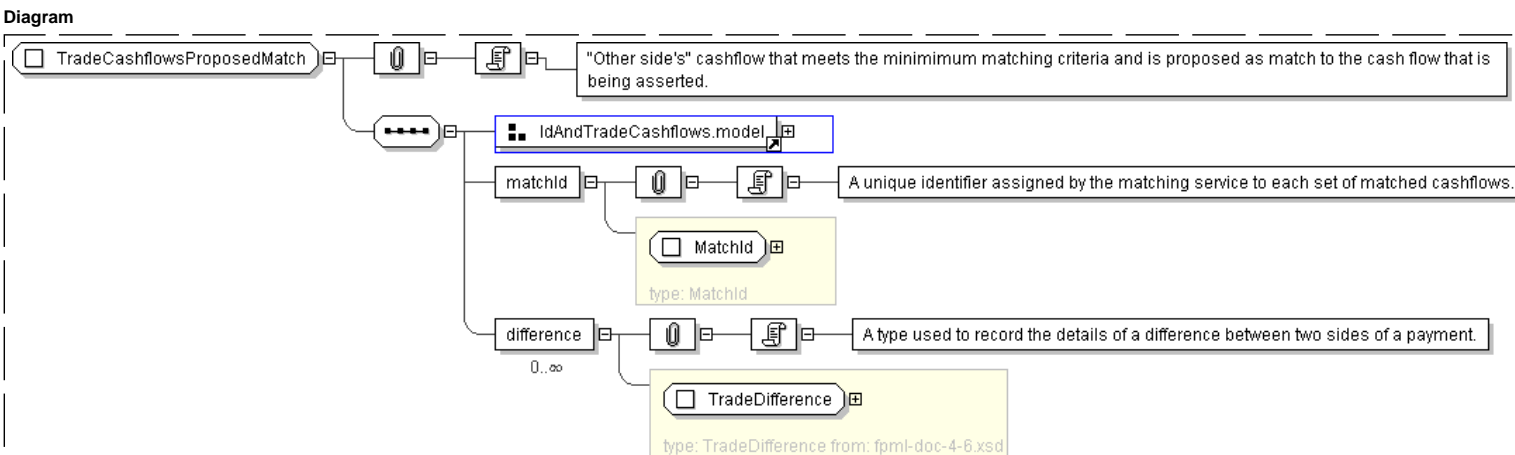 Diagram
TradeCashflowsProposedMatch
"Other side's" cashflow that meets the minimimum matching criteria and is proposed as match to the cash flow that is
being asserted.
IdAndTradeCashflows.model
matchId
A unique identifier assigned by the matching service to each set of matched cashflows.
MatchId
type: MatchId
difference
A type used to record the details of a difference between two sides of a payment.
0..∞
TradeDifference
type: TradeDifference from: fpml-doc-4-6.xsd